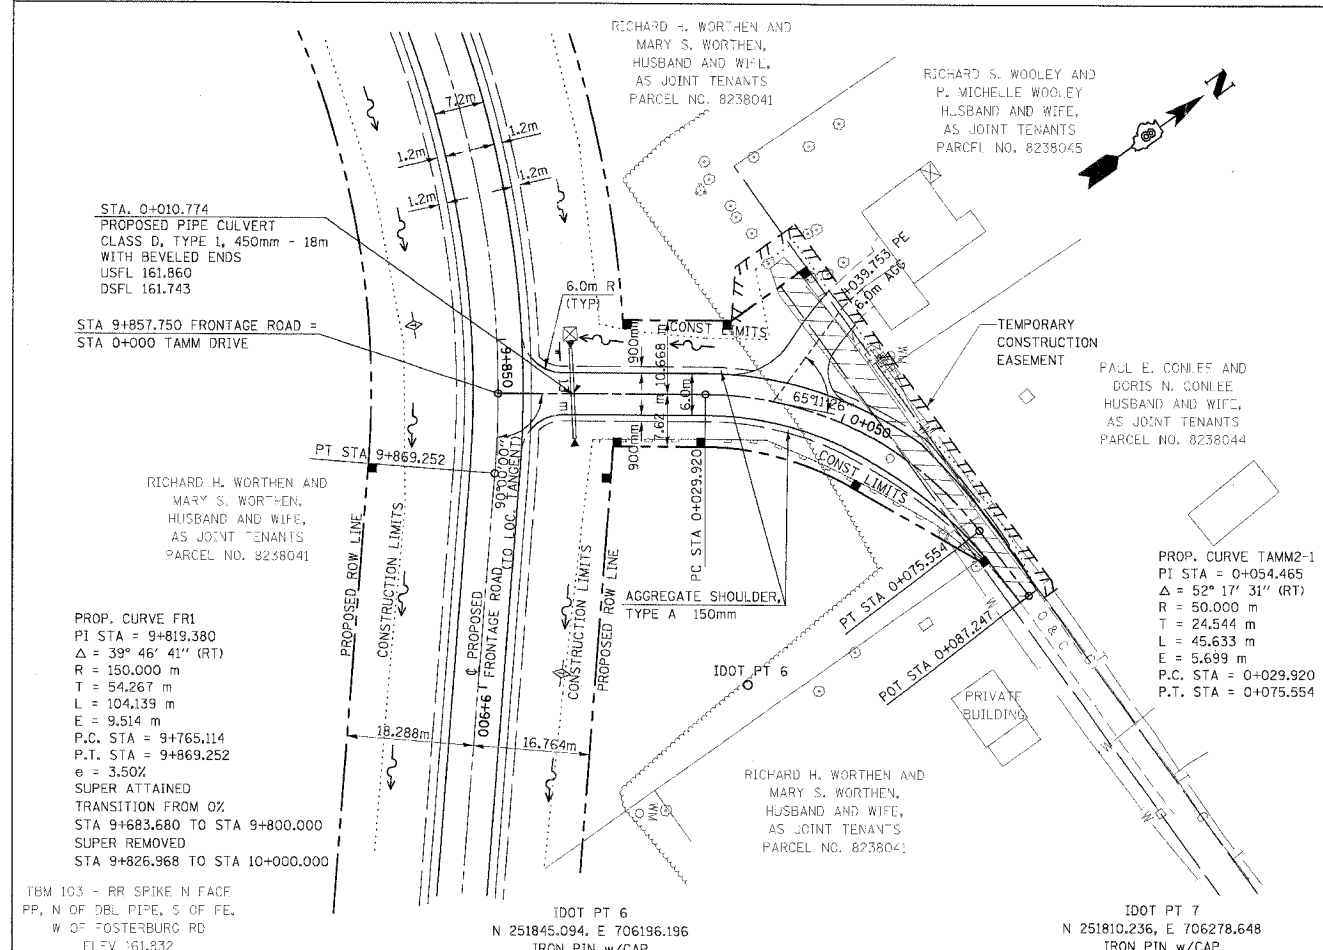 RICHARD H. WORTHEN AND
MARY S. WORTHEN,
HUSBAND AND WIFE,
AS JOINT TENANTS
PARCEL NO. 8238041
RICHARD S. WOOLEY AND
P. MICHELLE WOOLEY
HUSBAND AND WIFE,
AS JOINT TENANTS
PARCEL NO. 8238045
N
7.2m
1.2m
1.2m
1.2m
1.2m
STA. 0+010.774
PROPOSED PIPE CULVERT
CLASS D, TYPE 1, 450mm - 18m
WITH BEVELED ENDS
USFL 161.860
DSFL 161.743
6.0m R
(TYP)
STA 9+857.750 FRONTAGE ROAD =
STA 0+000 TAMM DRIVE
CONST LIMITS
+039.753 PE
6.0m AGG
TEMPORARY
CONSTRUCTION
EASEMENT
PAUL E. CONLEE AND
DORIS N. CONLEE
HUSBAND AND WIFE,
AS JOINT TENANTS
PARCEL NO. 8238044
9+850
900mm
10.668 m
6.0m
7.62 m
900mm
65°11'26"
0+050
CONST LIMITS
PT STA 9+869.252
90°00'00"
(TO LOC. TANGENT)
RICHARD H. WORTHEN AND
MARY S. WORTHEN,
HUSBAND AND WIFE,
AS JOINT TENANTS
PARCEL NO. 8238041
PROPOSED ROW LINE
CONSTRUCTION LIMITS
℄ PROPOSED
FRONTAGE ROAD
9+900
CONSTRUCTION LIMITS
PROPOSED ROW LINE
PC STA 0+029.920
AGGREGATE SHOULDER,
TYPE A 150mm
PT STA 0+075.554
POT STA 0+087.247
W
O & C
T
G
W
WM
PROP. CURVE TAMM2-1
PI STA = 0+054.465
Δ = 52° 17' 31" (RT)
R = 50.000 m
T = 24.544 m
L = 45.633 m
E = 5.699 m
P.C. STA = 0+029.920
P.T. STA = 0+075.554
PROP. CURVE FR1
PI STA = 9+819.380
Δ = 39° 46' 41" (RT)
R = 150.000 m
T = 54.267 m
L = 104.139 m
E = 9.514 m
P.C. STA = 9+765.114
P.T. STA = 9+869.252
e = 3.50%
SUPER ATTAINED
TRANSITION FROM 0%
STA 9+683.680 TO STA 9+800.000
SUPER REMOVED
STA 9+826.968 TO STA 10+000.000
18.288m
16.764m
IDOT PT 6
PRIVATE
BUILDING
WM
RICHARD H. WORTHEN AND
MARY S. WORTHEN,
HUSBAND AND WIFE,
AS JOINT TENANTS
PARCEL NO. 8238041
TBM 103 - RR SPIKE N FACE
PP, N OF DBL PIPE, S OF FE.
W OF FOSTERBURG RD
ELEV 161.832
IDOT PT 6
N 251845.094, E 706196.196
IRON PIN w/CAP
IDOT PT 7
N 251810.236, E 706278.648
IRON PIN w/CAP